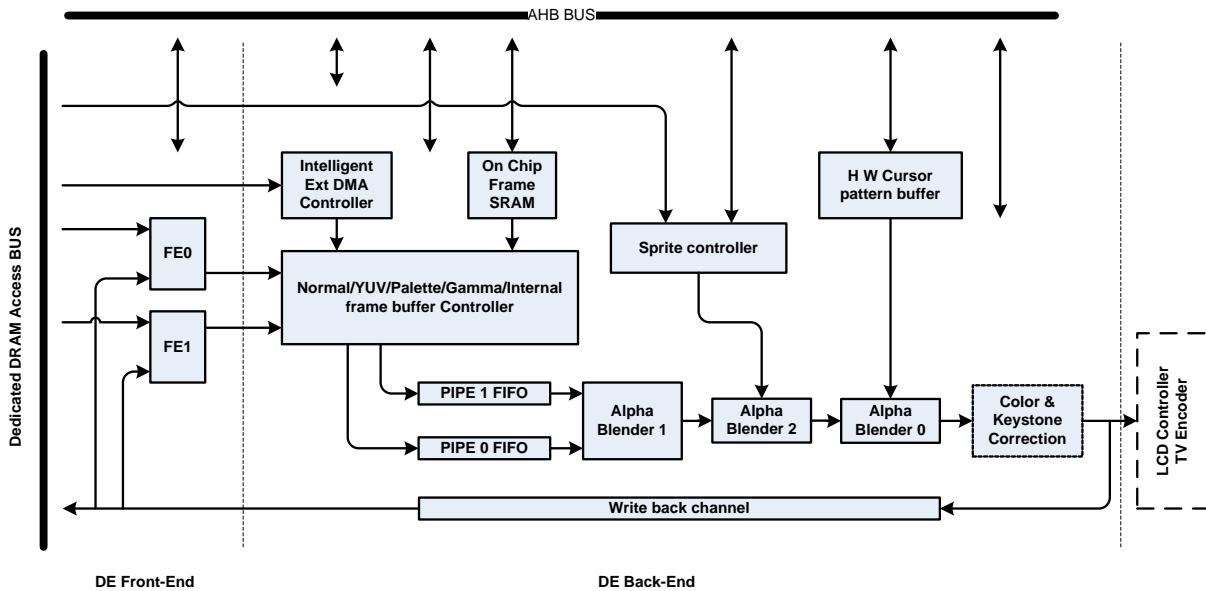 AHB BUS
Dedicated DRAM Access BUS
Intelligent
Ext DMA
Controller
On Chip
Frame
SRAM
H W Cursor
pattern buffer
FE0
Sprite controller
Normal/YUV/Palette/Gamma/Internal
frame buffer Controller
FE1
PIPE 1 FIFO
PIPE 0 FIFO
Alpha
Blender 1
Alpha
Blender 2
Alpha
Blender 0
Color &
Keystone
Correction
LCD Controller
TV Encoder
Write back channel
DE Front-End
DE Back-End